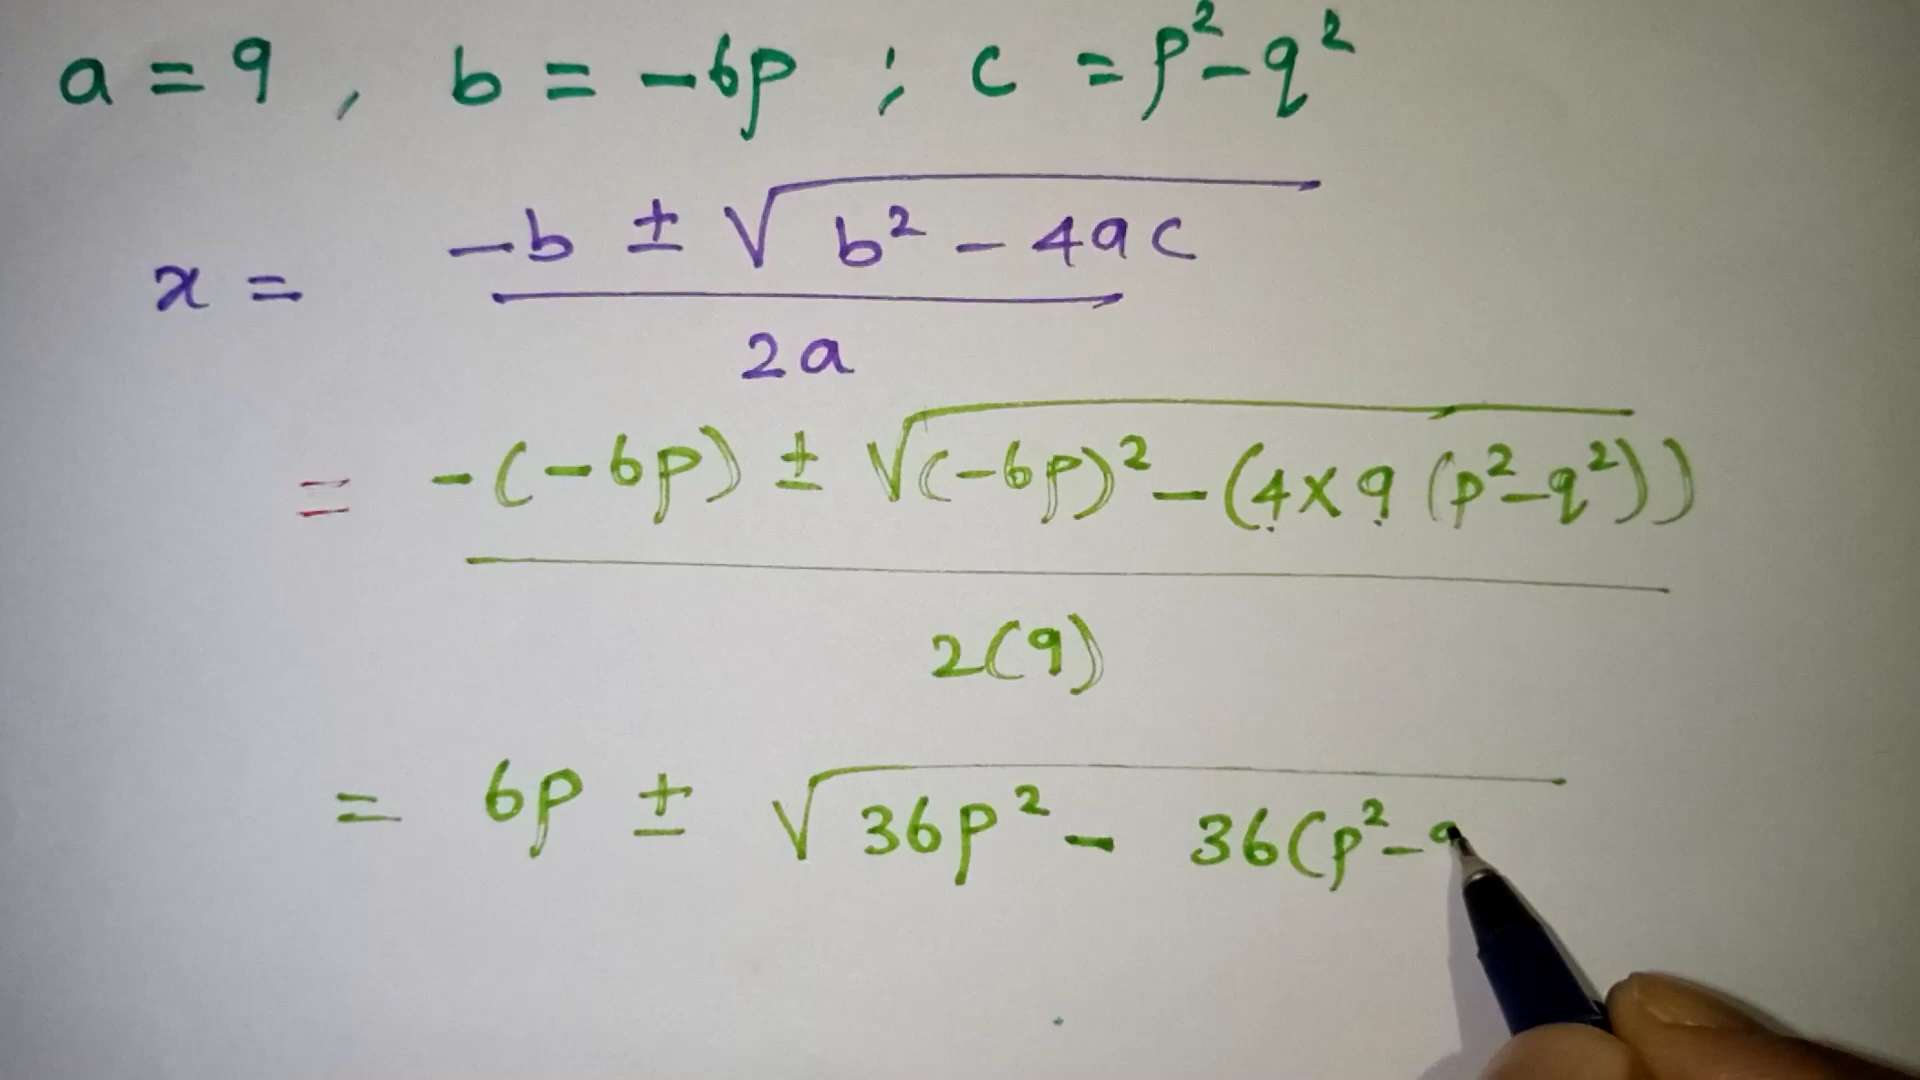 a = 9 , b = -6p ; c = p² - q²
x = -b ± √ b² - 4ac
2a
= -(-6p) ± √(-6p)² - (4×9 (p²-q²))
2(9)
= 6p ± √36p² - 36(p² - q